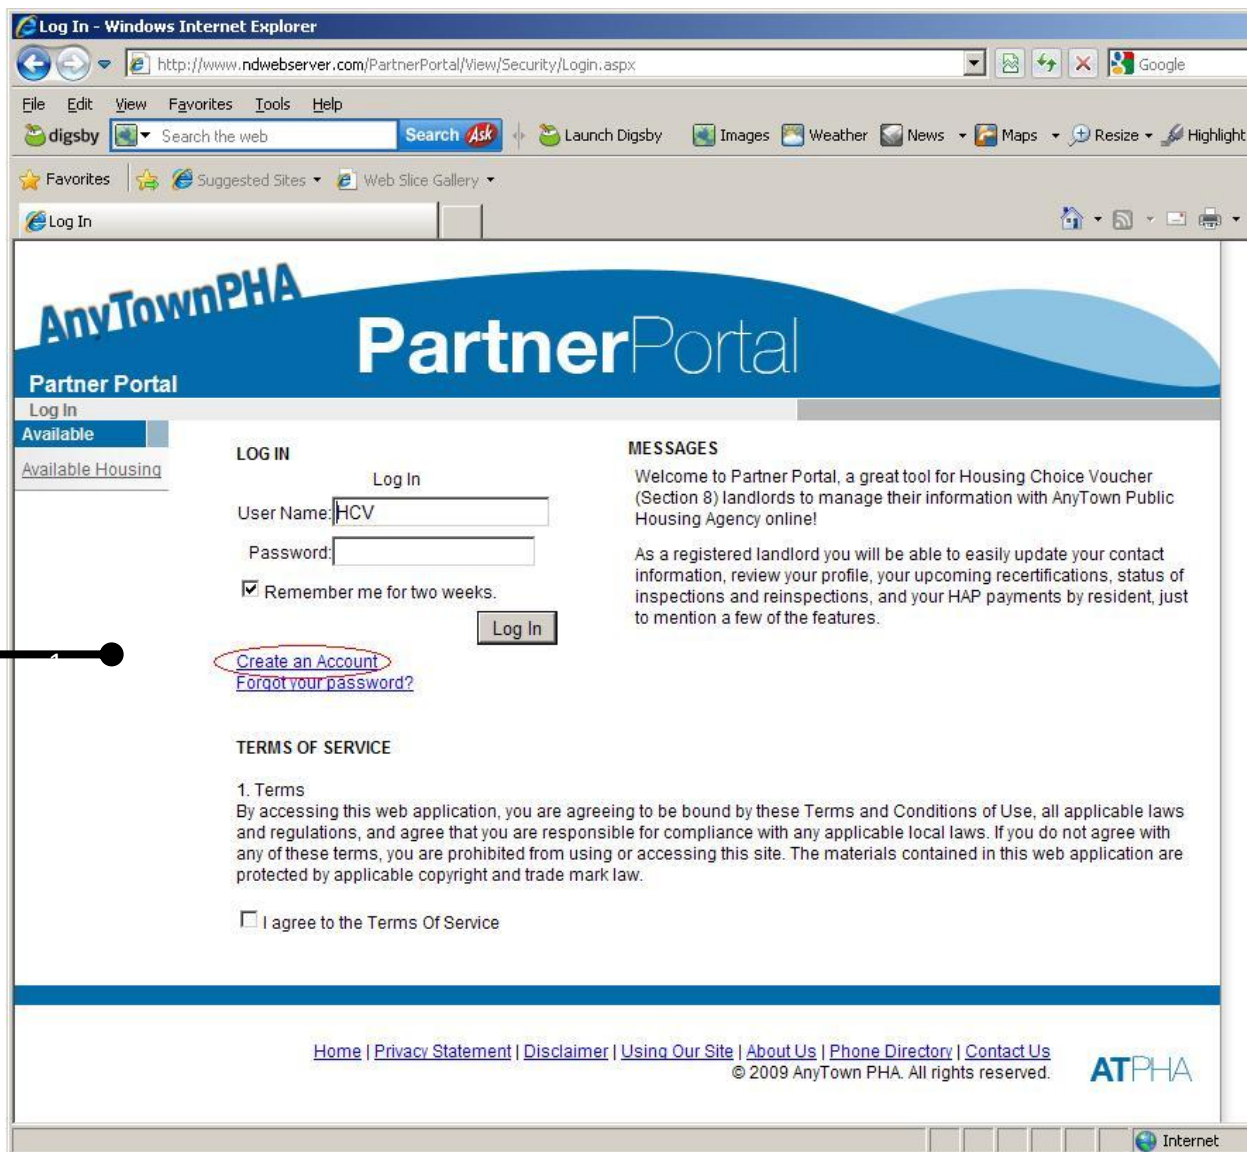 Log In - Windows Internet Explorer
http://www.ndwebserver.com/PartnerPortal/View/Security/Login.aspx
Google
File Edit View Favorites Tools Help
digsby Search the web Search Ask Launch Digsby Images Weather News Maps Resize Highlight
Favorites Suggested Sites Web Slice Gallery
Log In
AnyTownPHA
PartnerPortal
Partner Portal
Log In
Available
Available Housing
LOG IN
Log In
User Name: HCV
Password:
Remember me for two weeks.
Log In
Create an Account
Forgot your password?
MESSAGES
Welcome to Partner Portal, a great tool for Housing Choice Voucher
(Section 8) landlords to manage their information with AnyTown Public
Housing Agency online!
As a registered landlord you will be able to easily update your contact
information, review your profile, your upcoming recertifications, status of
inspections and reinspections, and your HAP payments by resident, just
to mention a few of the features.
TERMS OF SERVICE
1. Terms
By accessing this web application, you are agreeing to be bound by these Terms and Conditions of Use, all applicable laws
and regulations, and agree that you are responsible for compliance with any applicable local laws. If you do not agree with
any of these terms, you are prohibited from using or accessing this site. The materials contained in this web application are
protected by applicable copyright and trade mark law.
I agree to the Terms Of Service
Home | Privacy Statement | Disclaimer | Using Our Site | About Us | Phone Directory | Contact Us
© 2009 AnyTown PHA. All rights reserved.
ATPHA
Internet